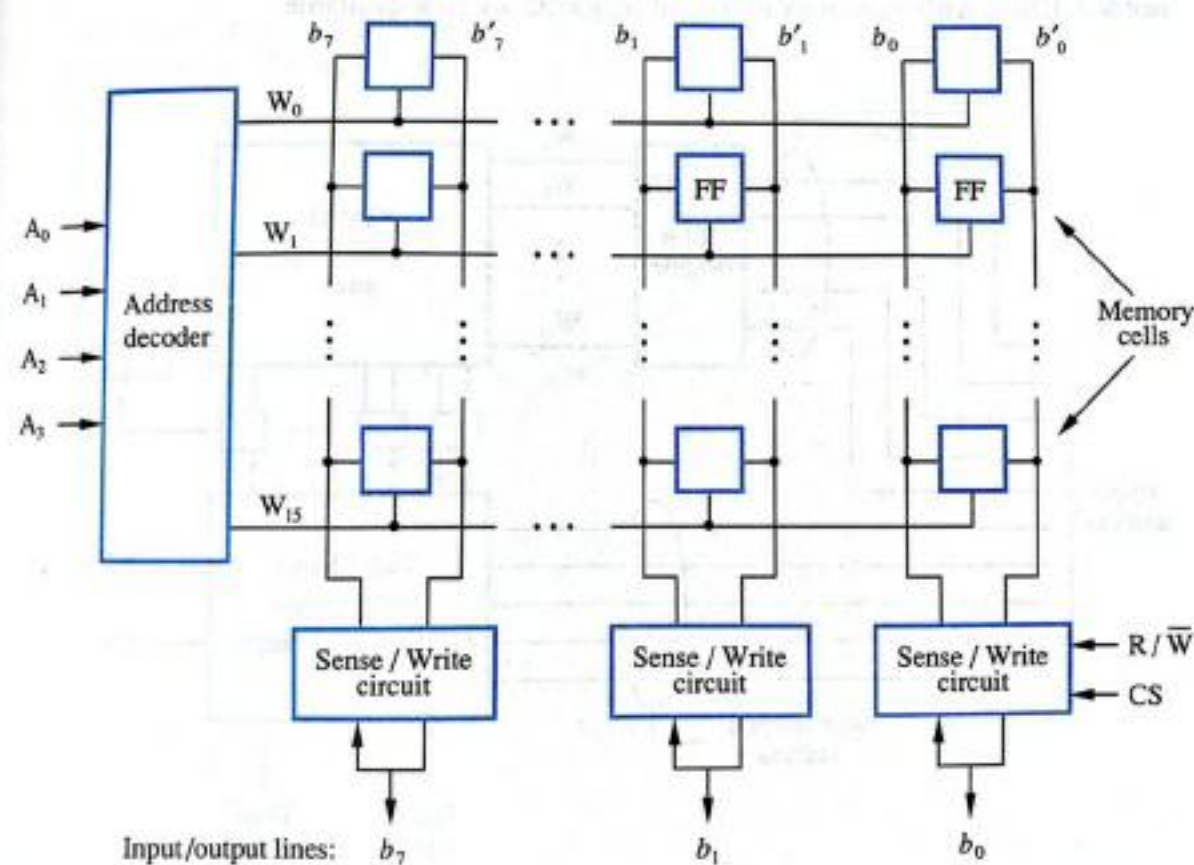 b₇ b′₇ b₁ b′₁ b₀ b′₀
W₀
FF FF
A₀
W₁
A₁
Address
decoder
Memory
cells
A₂
A₃
W₁₅
Sense / Write
circuit
Sense / Write
circuit
Sense / Write
circuit
R / W̅
CS
Input/output lines: b₇ b₁ b₀